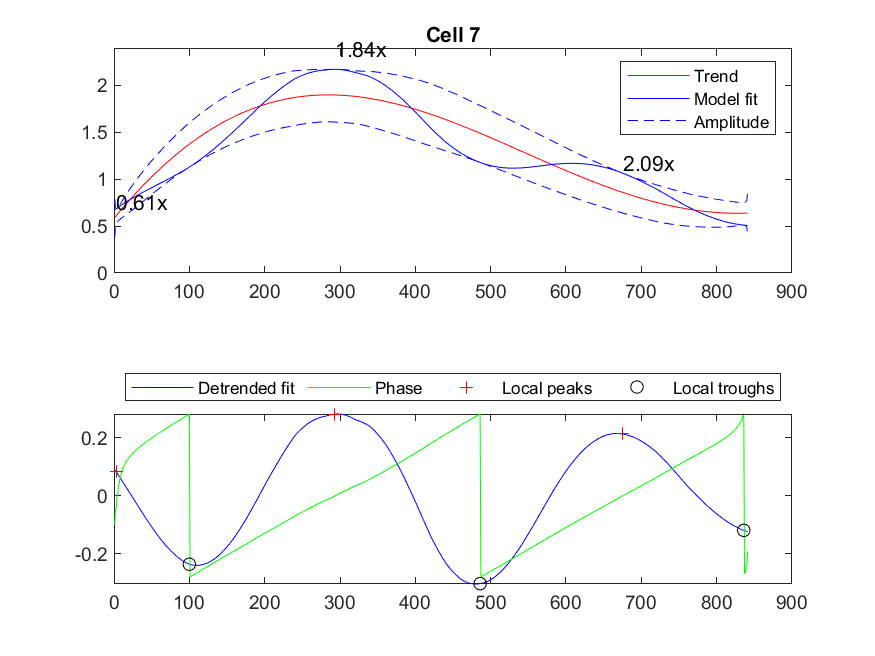 Cell 7
1.84x
2.09x
0.61x
Trend
Model fit
Amplitude
2
1.5
1
0.5
0
0 100 200 300 400 500 600 700 800 900
Detrended fit Phase Local peaks Local troughs
0.2
0
-0.2
0 100 200 300 400 500 600 700 800 900